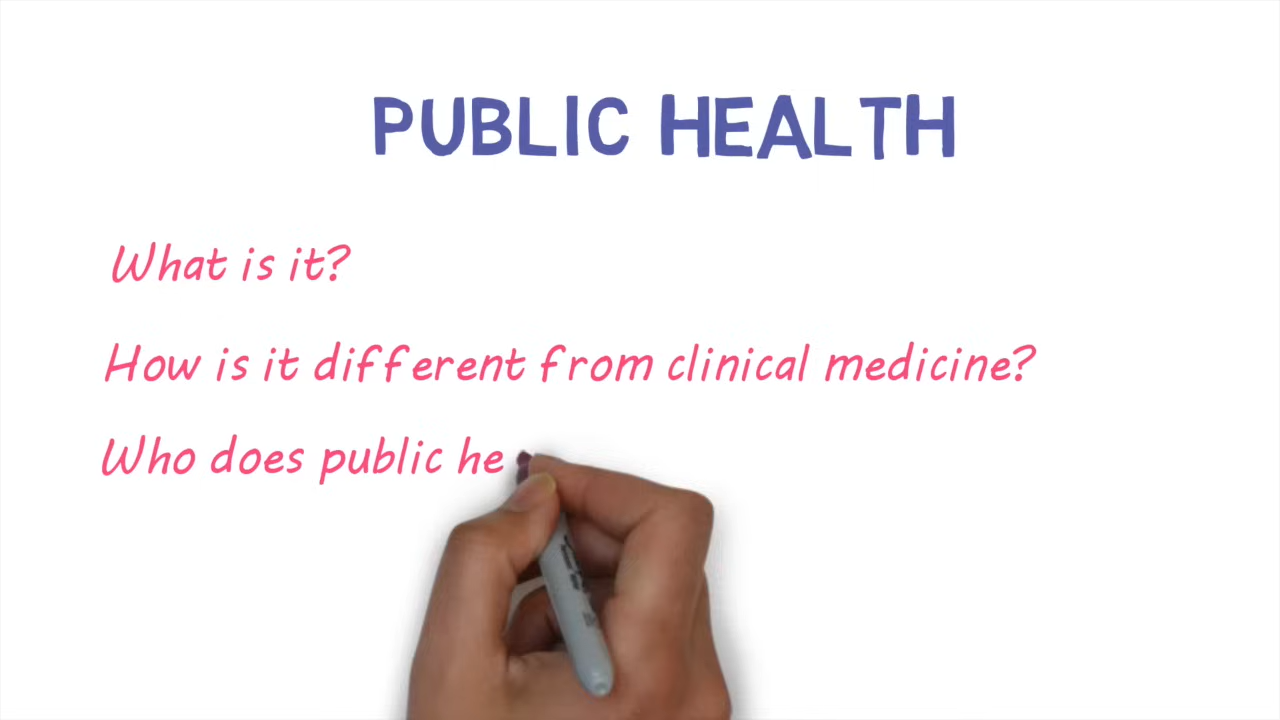 PUBLIC HEALTH
What is it?
How is it different from clinical medicine?
Who does public he